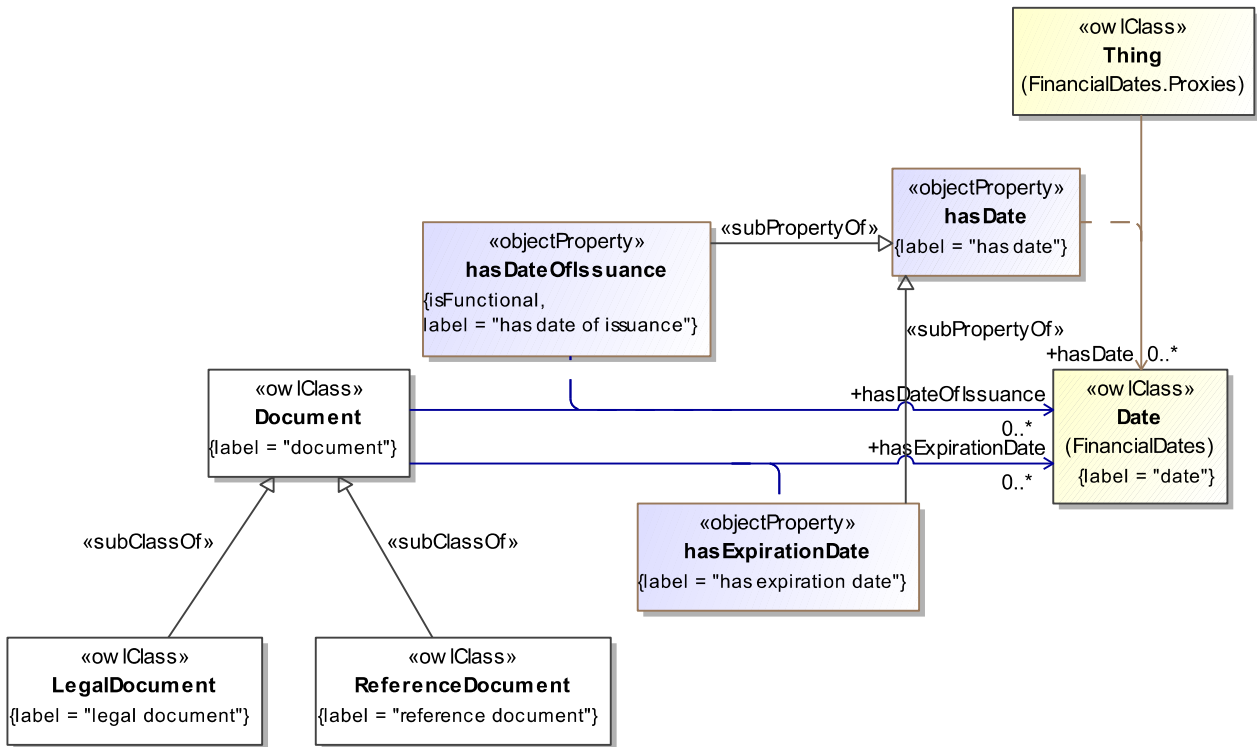 «owlClass»
Thing
(FinancialDates.Proxies)
«objectProperty»
hasDate
{label = "has date"}
«subPropertyOf»
«objectProperty»
hasDateOfIssuance
{isFunctional,
label = "has date of issuance"}
«subPropertyOf»
+hasDate 0..*
«owlClass»
Document
{label = "document"}
+hasDateOfIssuance
0..*
+hasExpirationDate
0..*
«owlClass»
Date
(FinancialDates)
{label = "date"}
«objectProperty»
hasExpirationDate
{label = "has expiration date"}
«subClassOf»
«subClassOf»
«owlClass»
LegalDocument
{label = "legal document"}
«owlClass»
ReferenceDocument
{label = "reference document"}